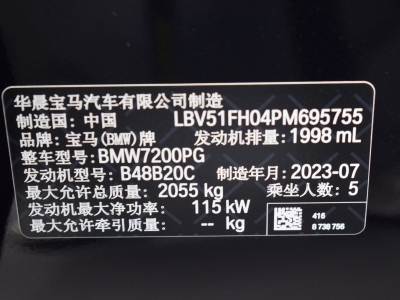 华晨宝马汽车有限公司制造
制造国：中国 LBV51FH04PM695755
品牌：宝马(BMW)牌 发动机排量：1998 mL
整车型号：BMW7200PG
发动机型号：B48B20C 制造年月：2023-07
最大允许总质量：2055 kg 乘坐人数：5
发动机最大净功率：115 kW
最大允许牵引质量：-- kg
416
8 738 756